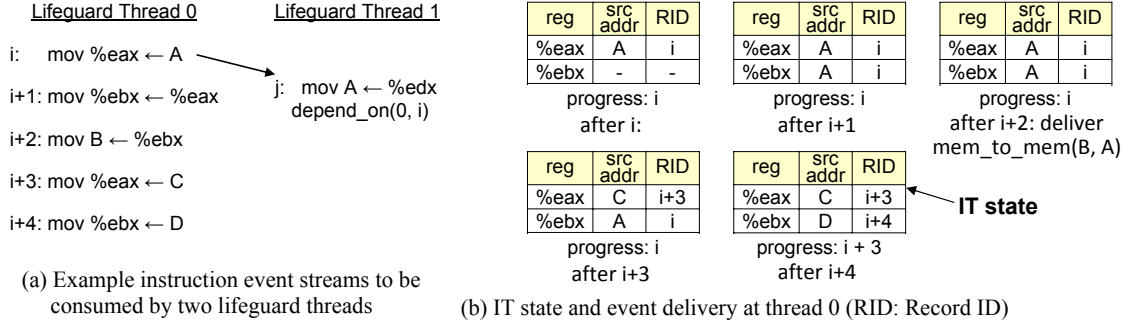 Lifeguard Thread 0
Lifeguard Thread 1
i: mov %eax ← A
j: mov A ← %edx
depend_on(0, i)
i+1: mov %ebx ← %eax
i+2: mov B ← %ebx
i+3: mov %eax ← C
i+4: mov %ebx ← D
(a) Example instruction event streams to be
consumed by two lifeguard threads
reg src addr RID
%eax A i
%ebx - -
progress: i
after i:
reg src addr RID
%eax A i
%ebx A i
progress: i
after i+1
reg src addr RID
%eax A i
%ebx A i
progress: i
after i+2: deliver
mem_to_mem(B, A)
reg src addr RID
%eax C i+3
%ebx A i
progress: i
after i+3
reg src addr RID
%eax C i+3
%ebx D i+4
progress: i + 3
after i+4
IT state
(b) IT state and event delivery at thread 0 (RID: Record ID)